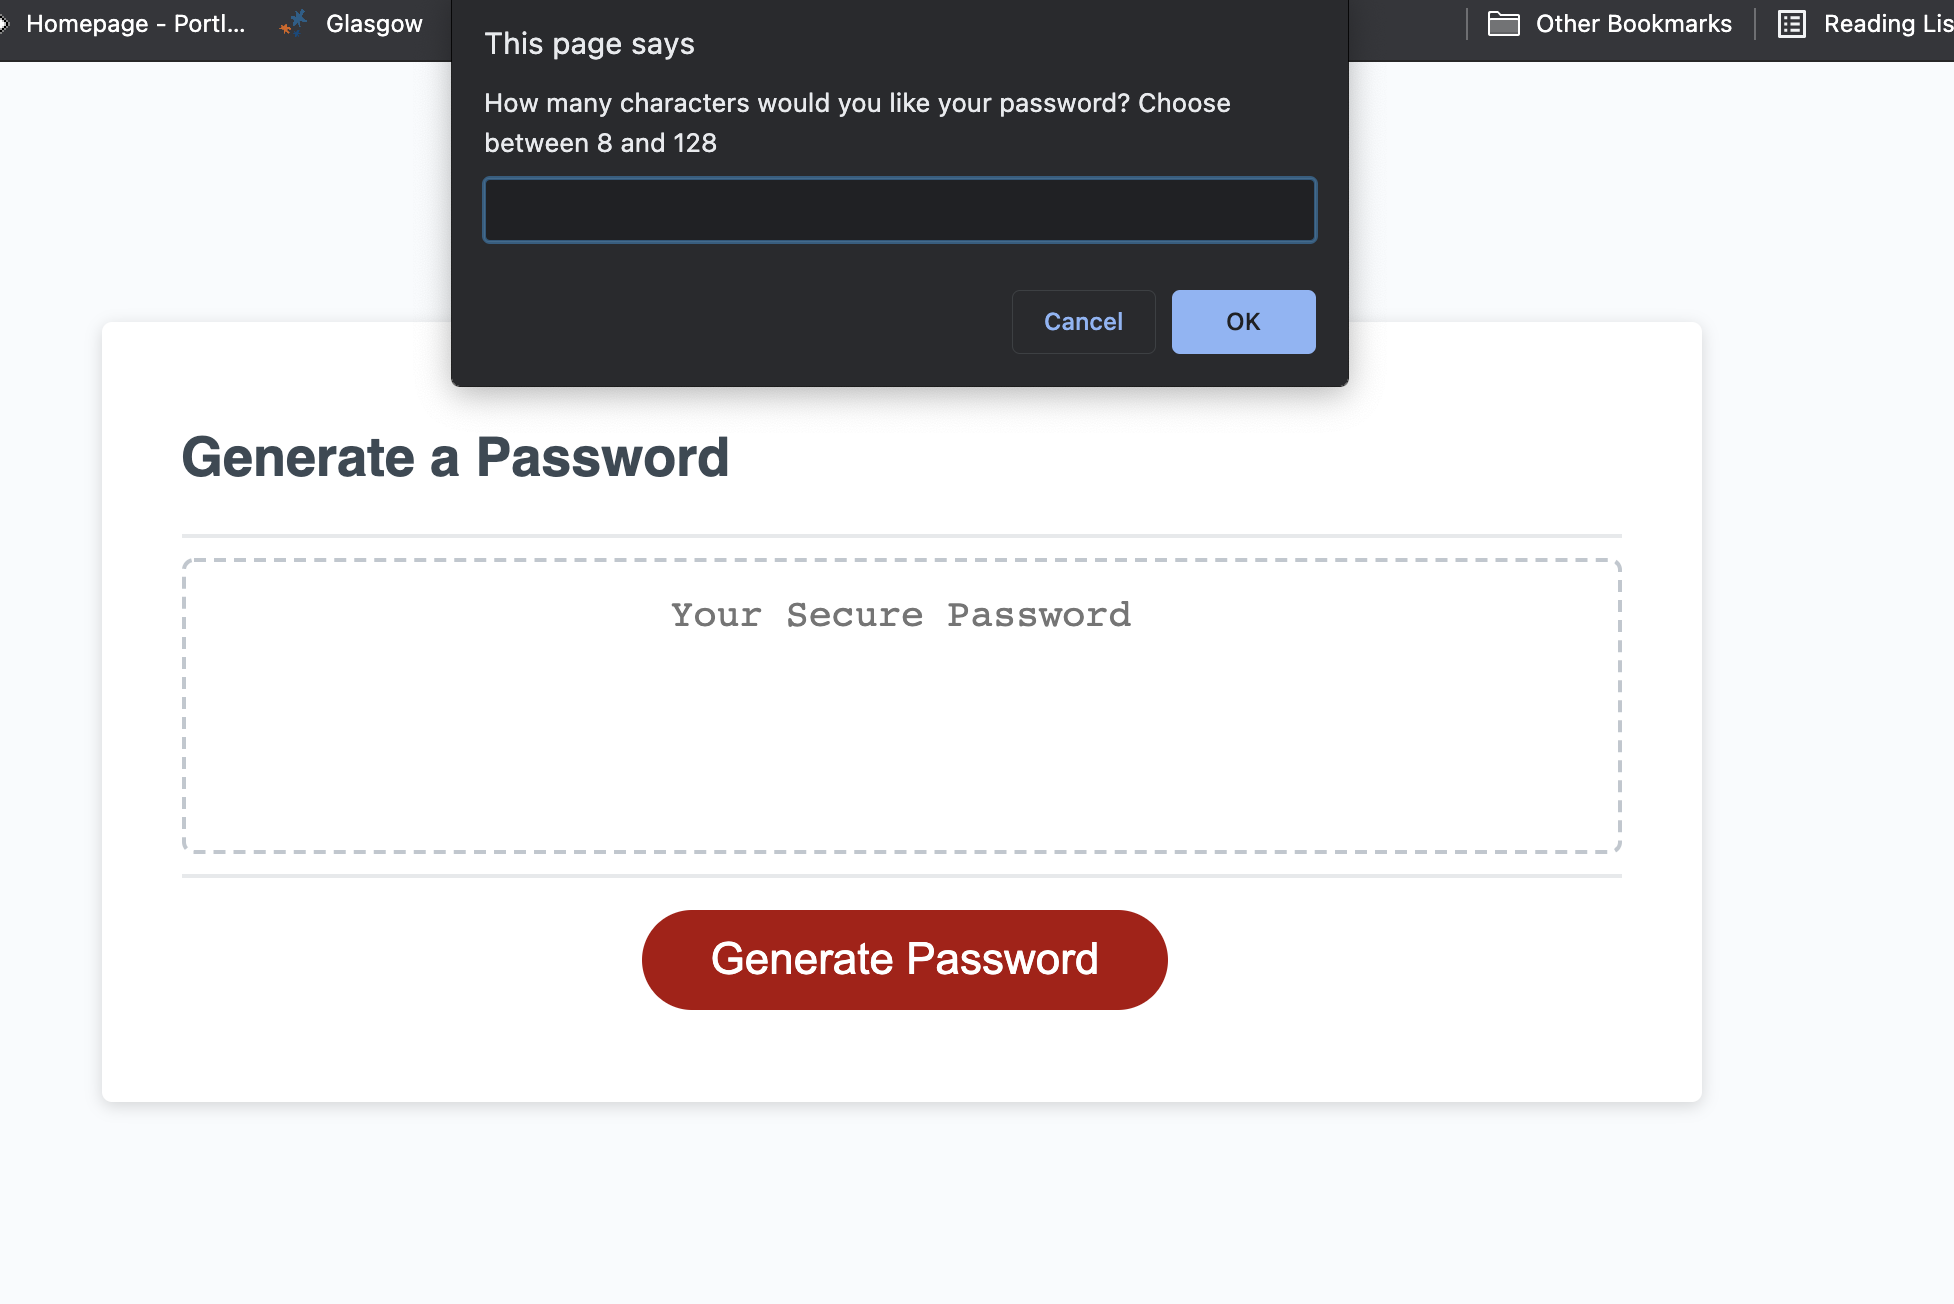 Homepage - Portl...
Glasgow
Other Bookmarks
Reading Lis
This page says
How many characters would you like your password? Choose
between 8 and 128
Cancel
OK
Generate a Password
Your Secure Password
Generate Password